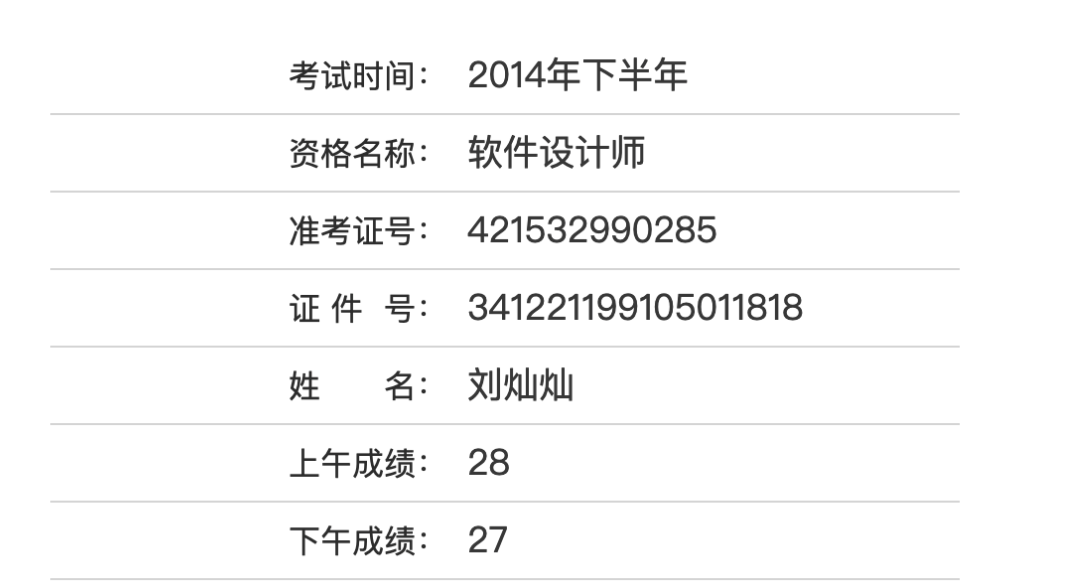 考试时间： 2014年下半年
资格名称： 软件设计师
准考证号： 421532990285
证 件 号： 341221199105011818
姓 名： 刘灿灿
上午成绩： 28
下午成绩： 27